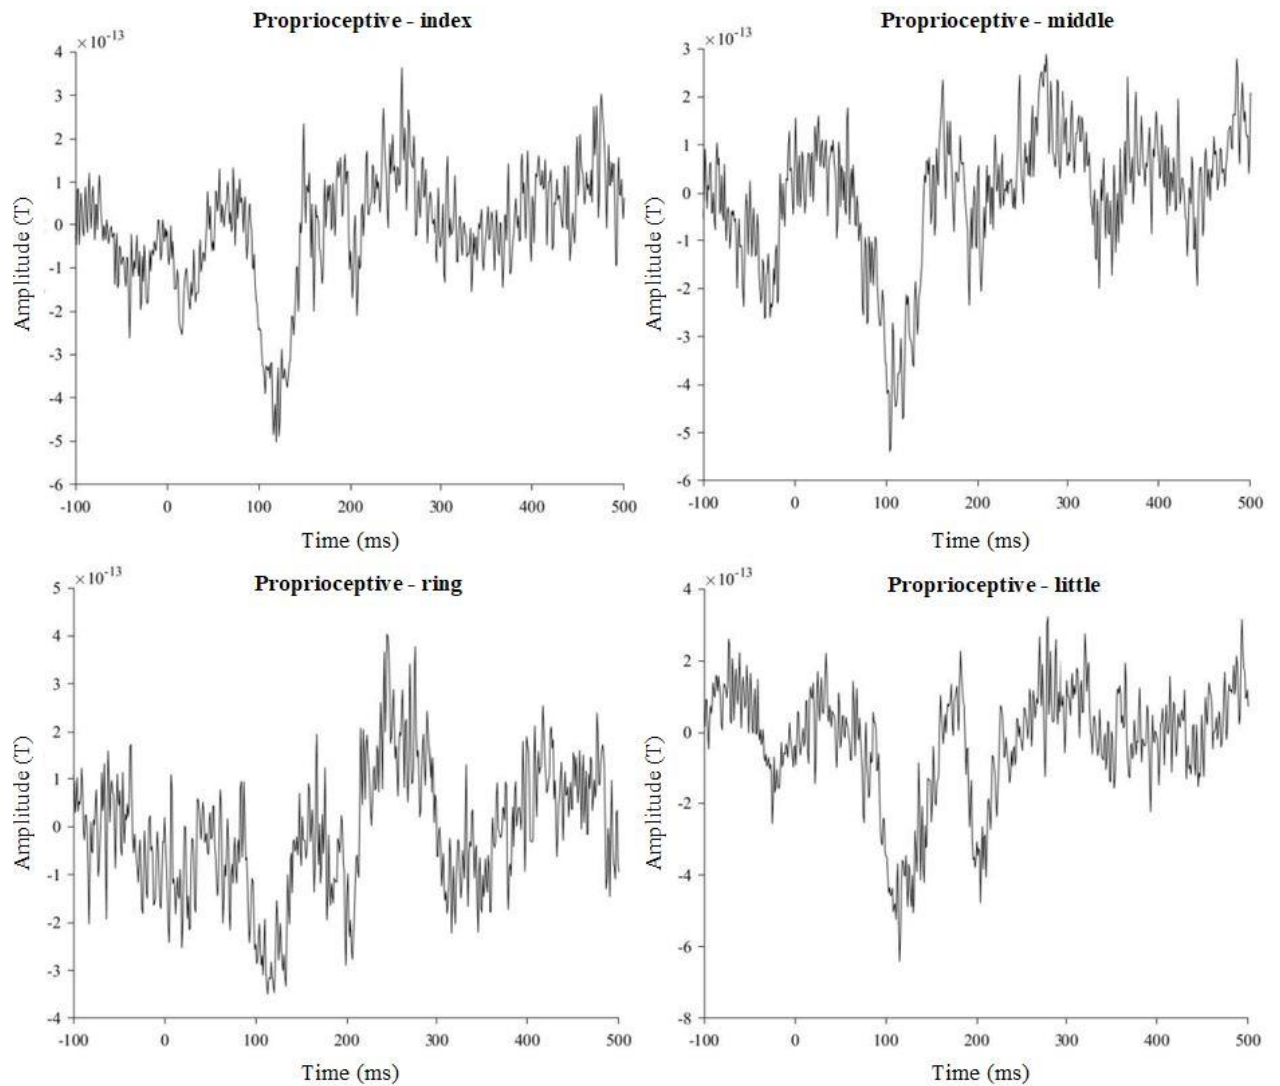 Proprioceptive - index
×10⁻¹³
4
3
2
1
0
-1
-2
-3
-4
-5
-6
Amplitude (T)
-100 0 100 200 300 400 500
Time (ms)
Proprioceptive - middle
×10⁻¹³
3
2
1
0
-1
-2
-3
-4
-5
-6
Amplitude (T)
-100 0 100 200 300 400 500
Time (ms)
Proprioceptive - ring
×10⁻¹³
5
4
3
2
1
0
-1
-2
-3
-4
Amplitude (T)
-100 0 100 200 300 400 500
Time (ms)
Proprioceptive - little
×10⁻¹³
4
2
0
-2
-4
-6
-8
Amplitude (T)
-100 0 100 200 300 400 500
Time (ms)